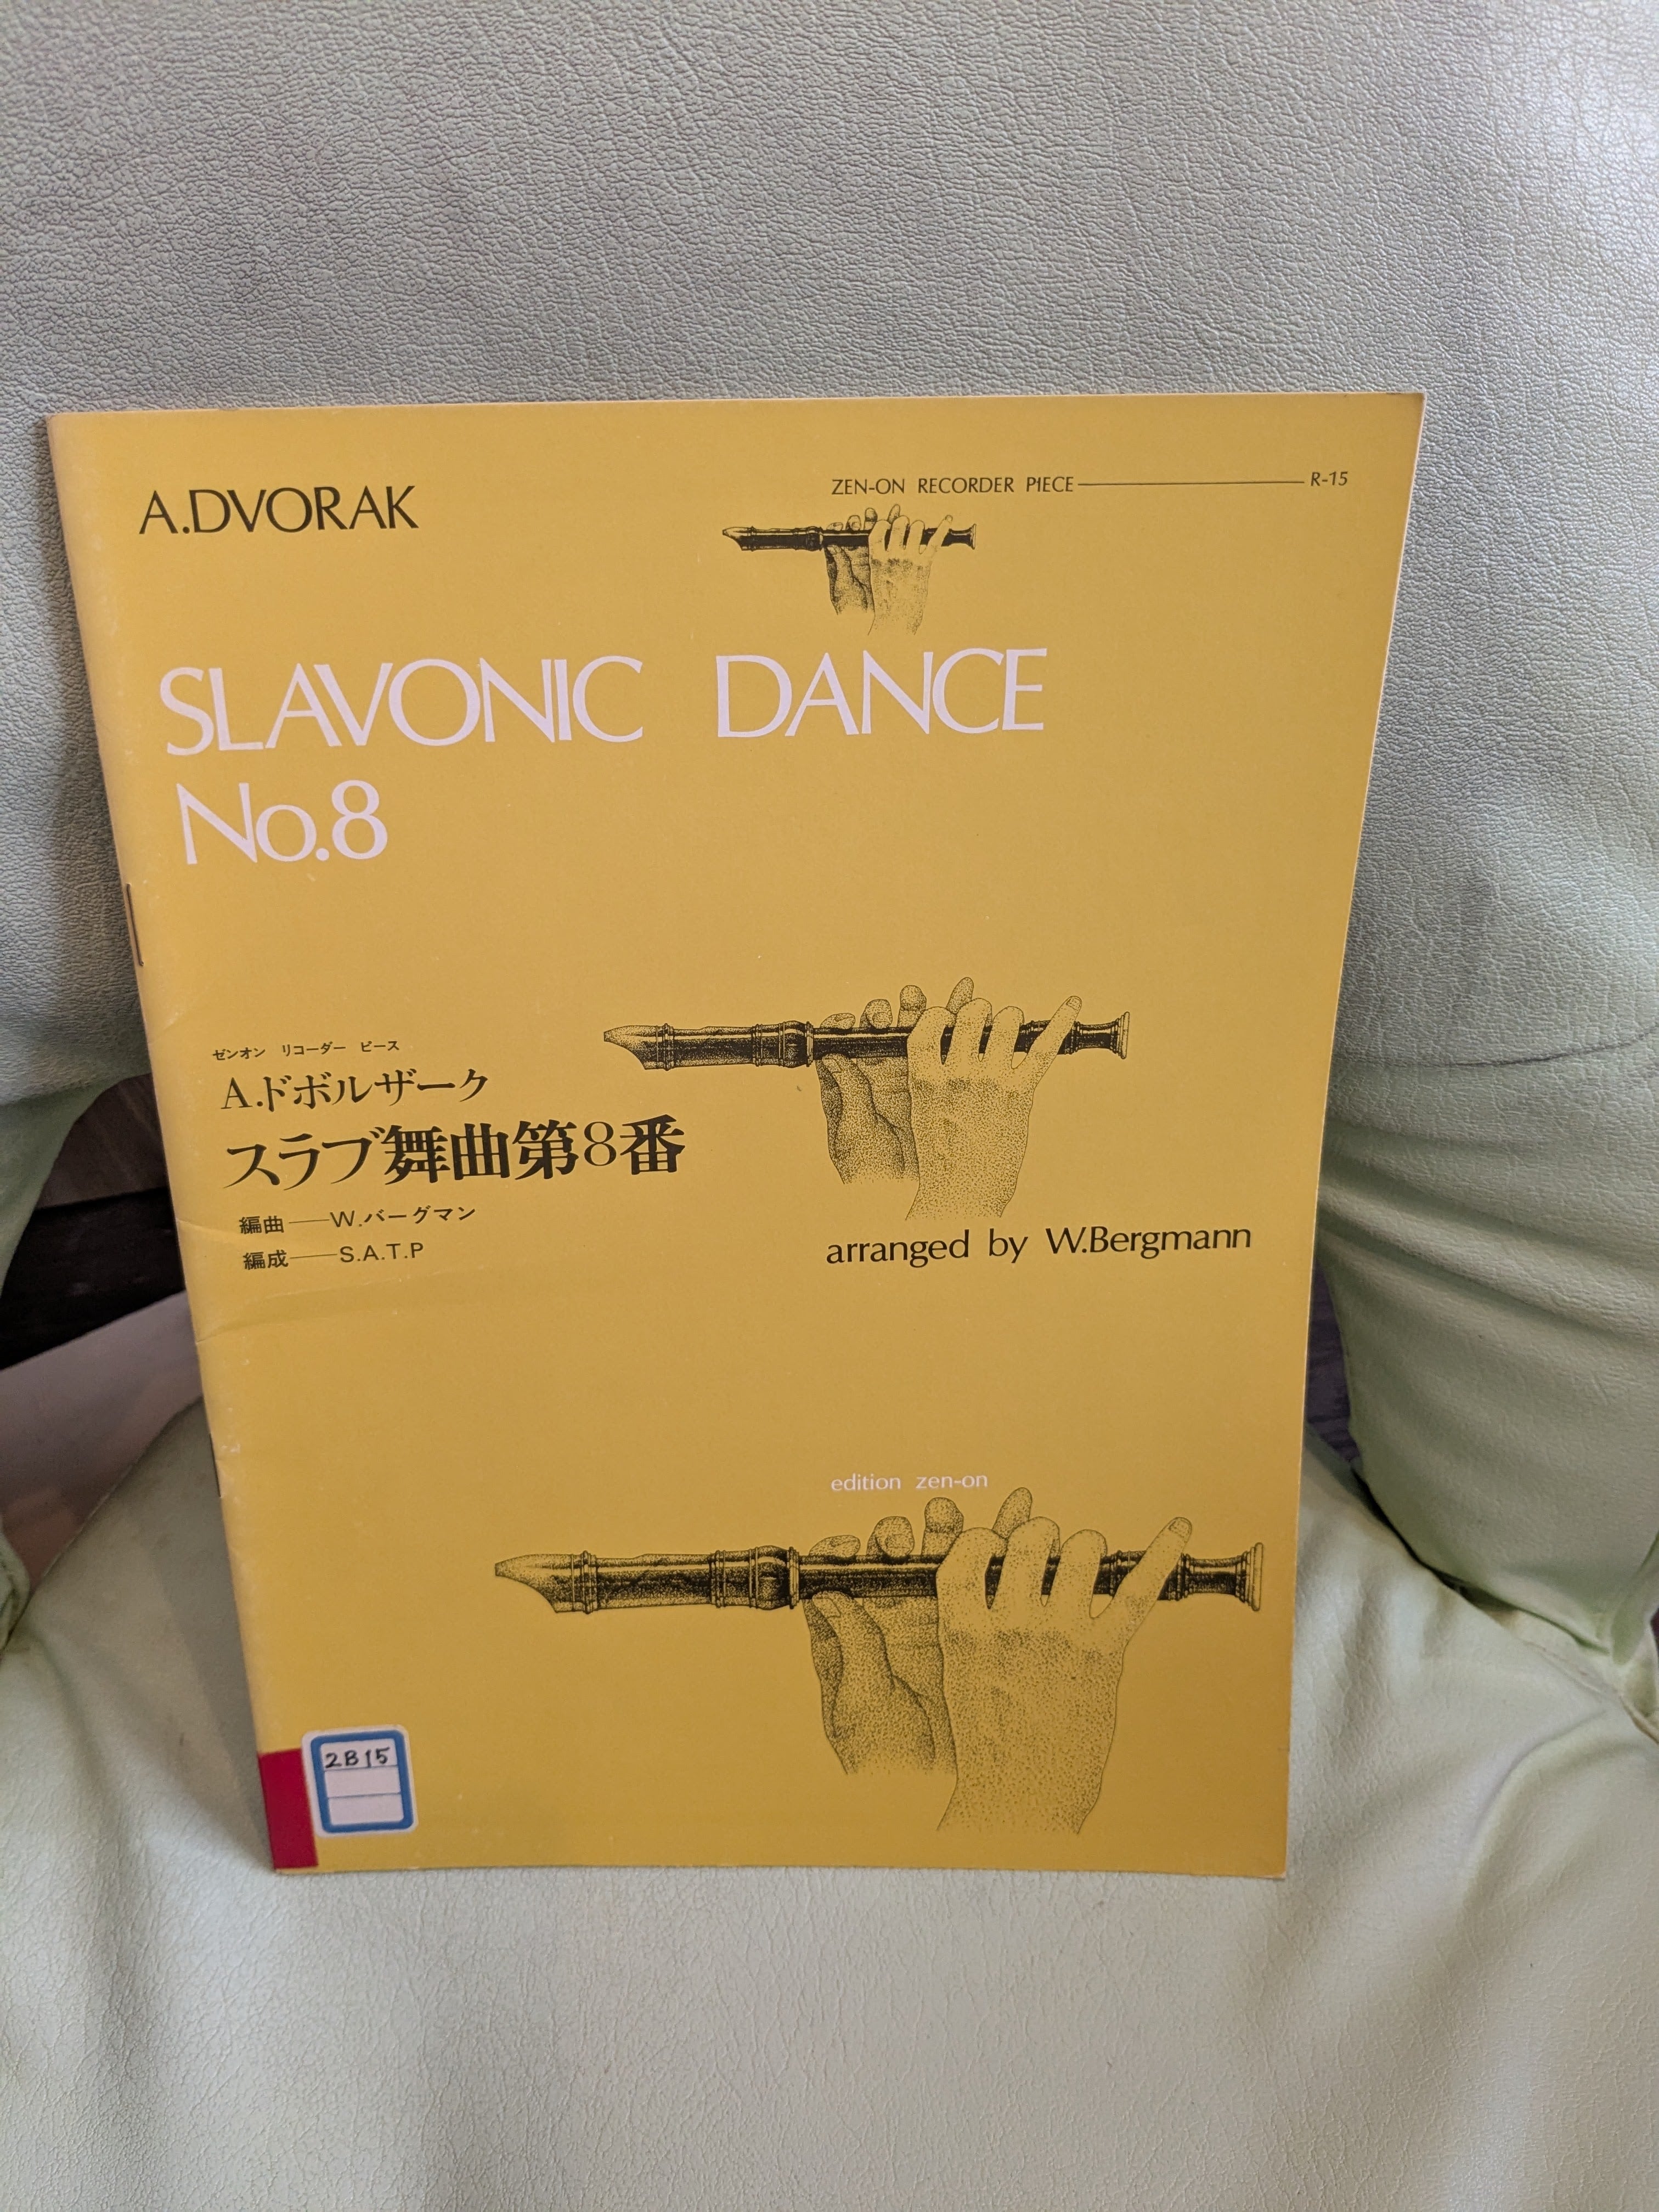 A.DVORAK
ZEN-ON RECORDER PIECE
R-15
SLAVONIC DANCE
No.8
ゼンオン リコーダー ピース
A.ドボルザーク
スラブ舞曲第8番
編曲——W.バーグマン
編成——S.A.T.P
arranged by W.Bergmann
edition zen-on
2B15